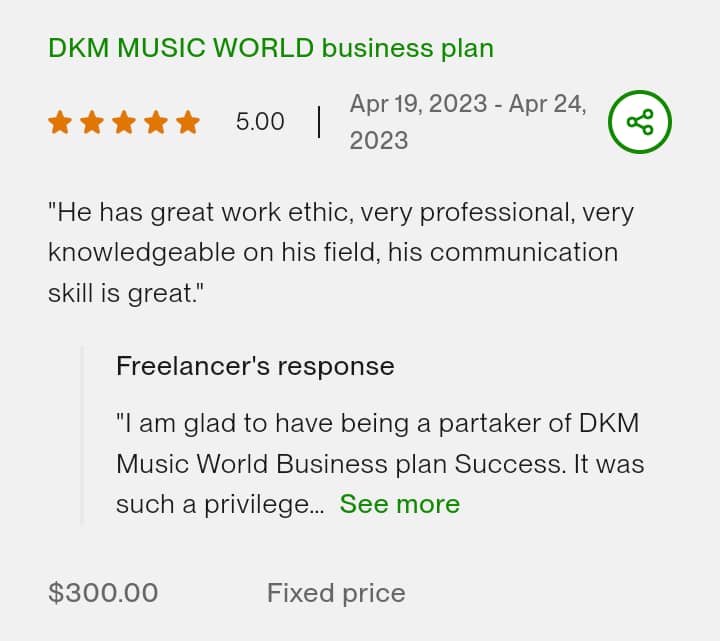 DKM MUSIC WORLD business plan
5.00 | Apr 19, 2023 - Apr 24,
2023
"He has great work ethic, very professional, very
knowledgeable on his field, his communication
skill is great."
Freelancer's response
"I am glad to have being a partaker of DKM
Music World Business plan Success. It was
such a privilege... See more
$300.00 Fixed price